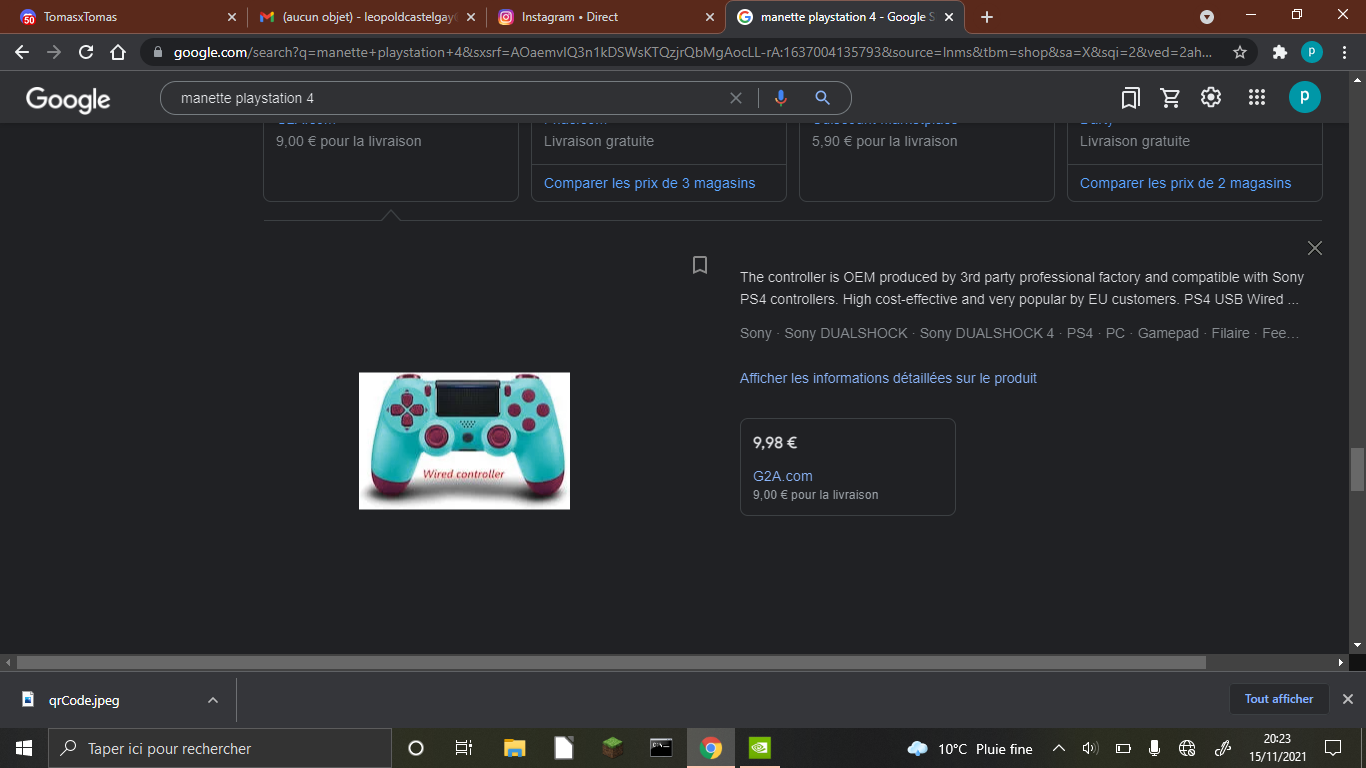 50 TomasxTomas
(aucun objet) - leopoldcastelgay
Instagram • Direct
manette playstation 4 - Google S
google.com/search?q=manette+playstation+4&sxsrf=AOaemvIQ3n1kDSWsKTQzjrQbMgAocLL-rA:1637004135793&source=lnms&tbm=shop&sa=X&sqi=2&ved=2ah...
p
Google
manette playstation 4
p
9,00 € pour la livraison
Livraison gratuite
5,90 € pour la livraison
Livraison gratuite
Comparer les prix de 3 magasins
Comparer les prix de 2 magasins
The controller is OEM produced by 3rd party professional factory and compatible with Sony
PS4 controllers. High cost-effective and very popular by EU customers. PS4 USB Wired ...
Sony · Sony DUALSHOCK · Sony DUALSHOCK 4 · PS4 · PC · Gamepad · Filaire · Fee…
Afficher les informations détaillées sur le produit
Wired controller
9,98 €
G2A.com
9,00 € pour la livraison
qrCode.jpeg
Tout afficher
Taper ici pour rechercher
10°C Pluie fine
20:23
15/11/2021